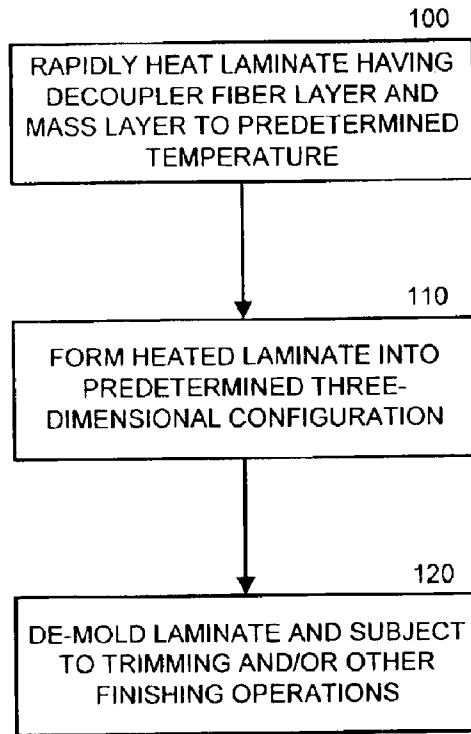 100
RAPIDLY HEAT LAMINATE HAVING
DECOUPLER FIBER LAYER AND
MASS LAYER TO PREDETERMINED
TEMPERATURE
110
FORM HEATED LAMINATE INTO
PREDETERMINED THREE-
DIMENSIONAL CONFIGURATION
120
DE-MOLD LAMINATE AND SUBJECT
TO TRIMMING AND/OR OTHER
FINISHING OPERATIONS